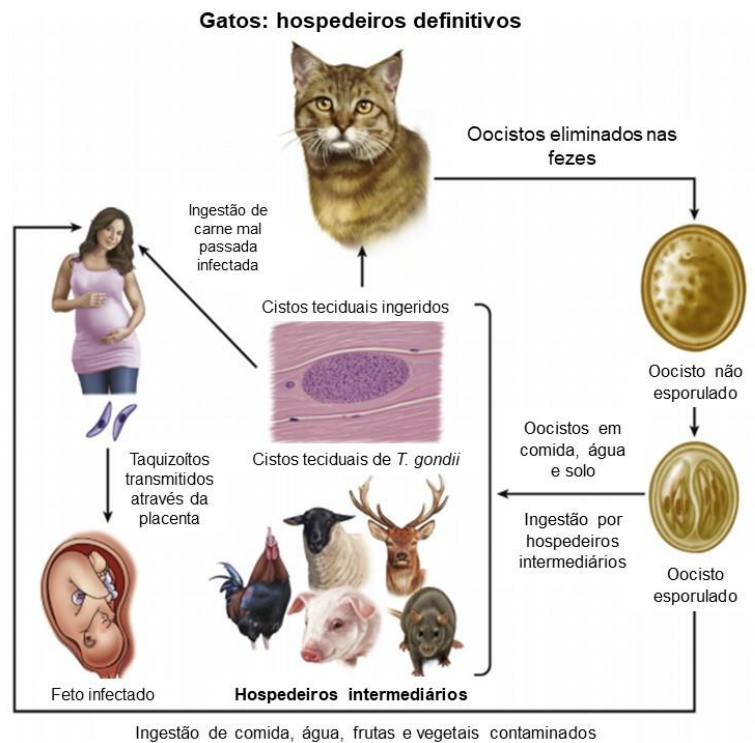 Gatos: hospedeiros definitivos
Oocistos eliminados nas
fezes
Ingestão de
carne mal
passada
infectada
Cistos teciduais ingeridos
Oocisto não
esporulado
Oocistos em
comida, água
e solo
Cistos teciduais de T. gondii
Taquizoítos
transmitidos
através da
placenta
Ingestão por
hospedeiros
intermediários
Oocisto
esporulado
Feto infectado
Hospedeiros intermediários
Ingestão de comida, água, frutas e vegetais contaminados